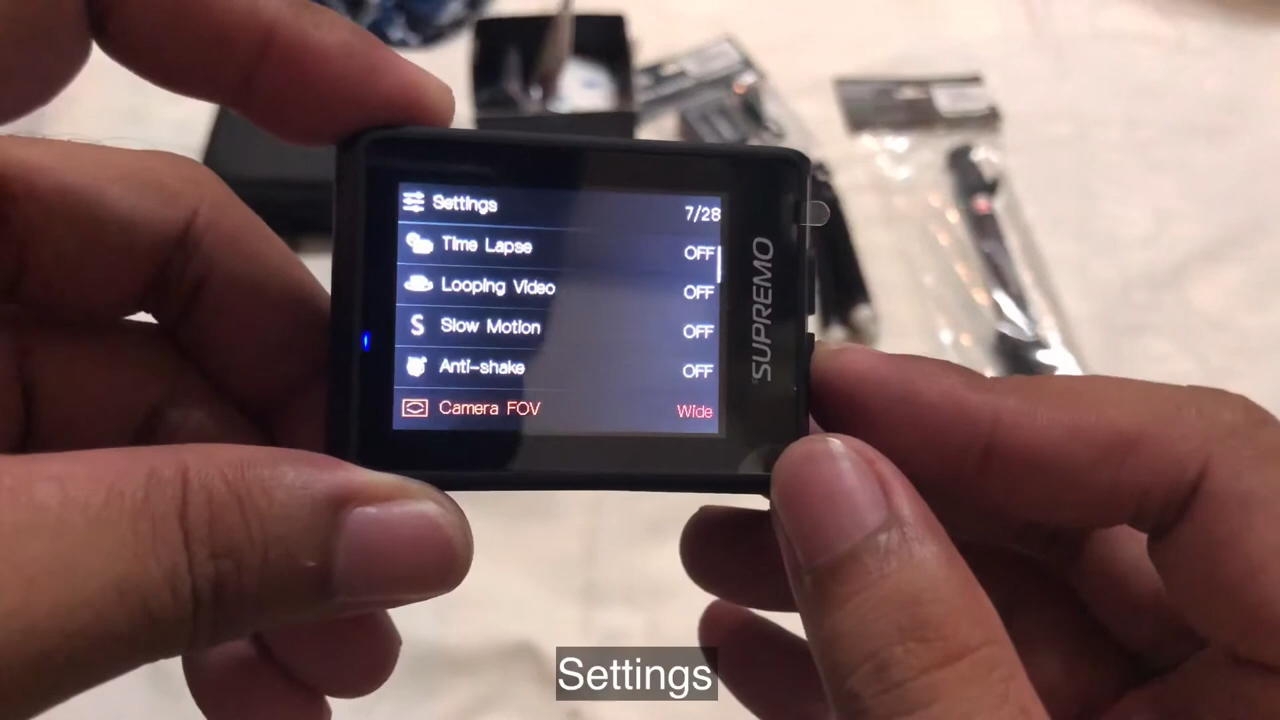 Settings 7/28
Time Lapse OFF
Looping Video OFF
S Slow Motion OFF
Anti-shake OFF
Camera FOV Wide
SUPREMO
Settings